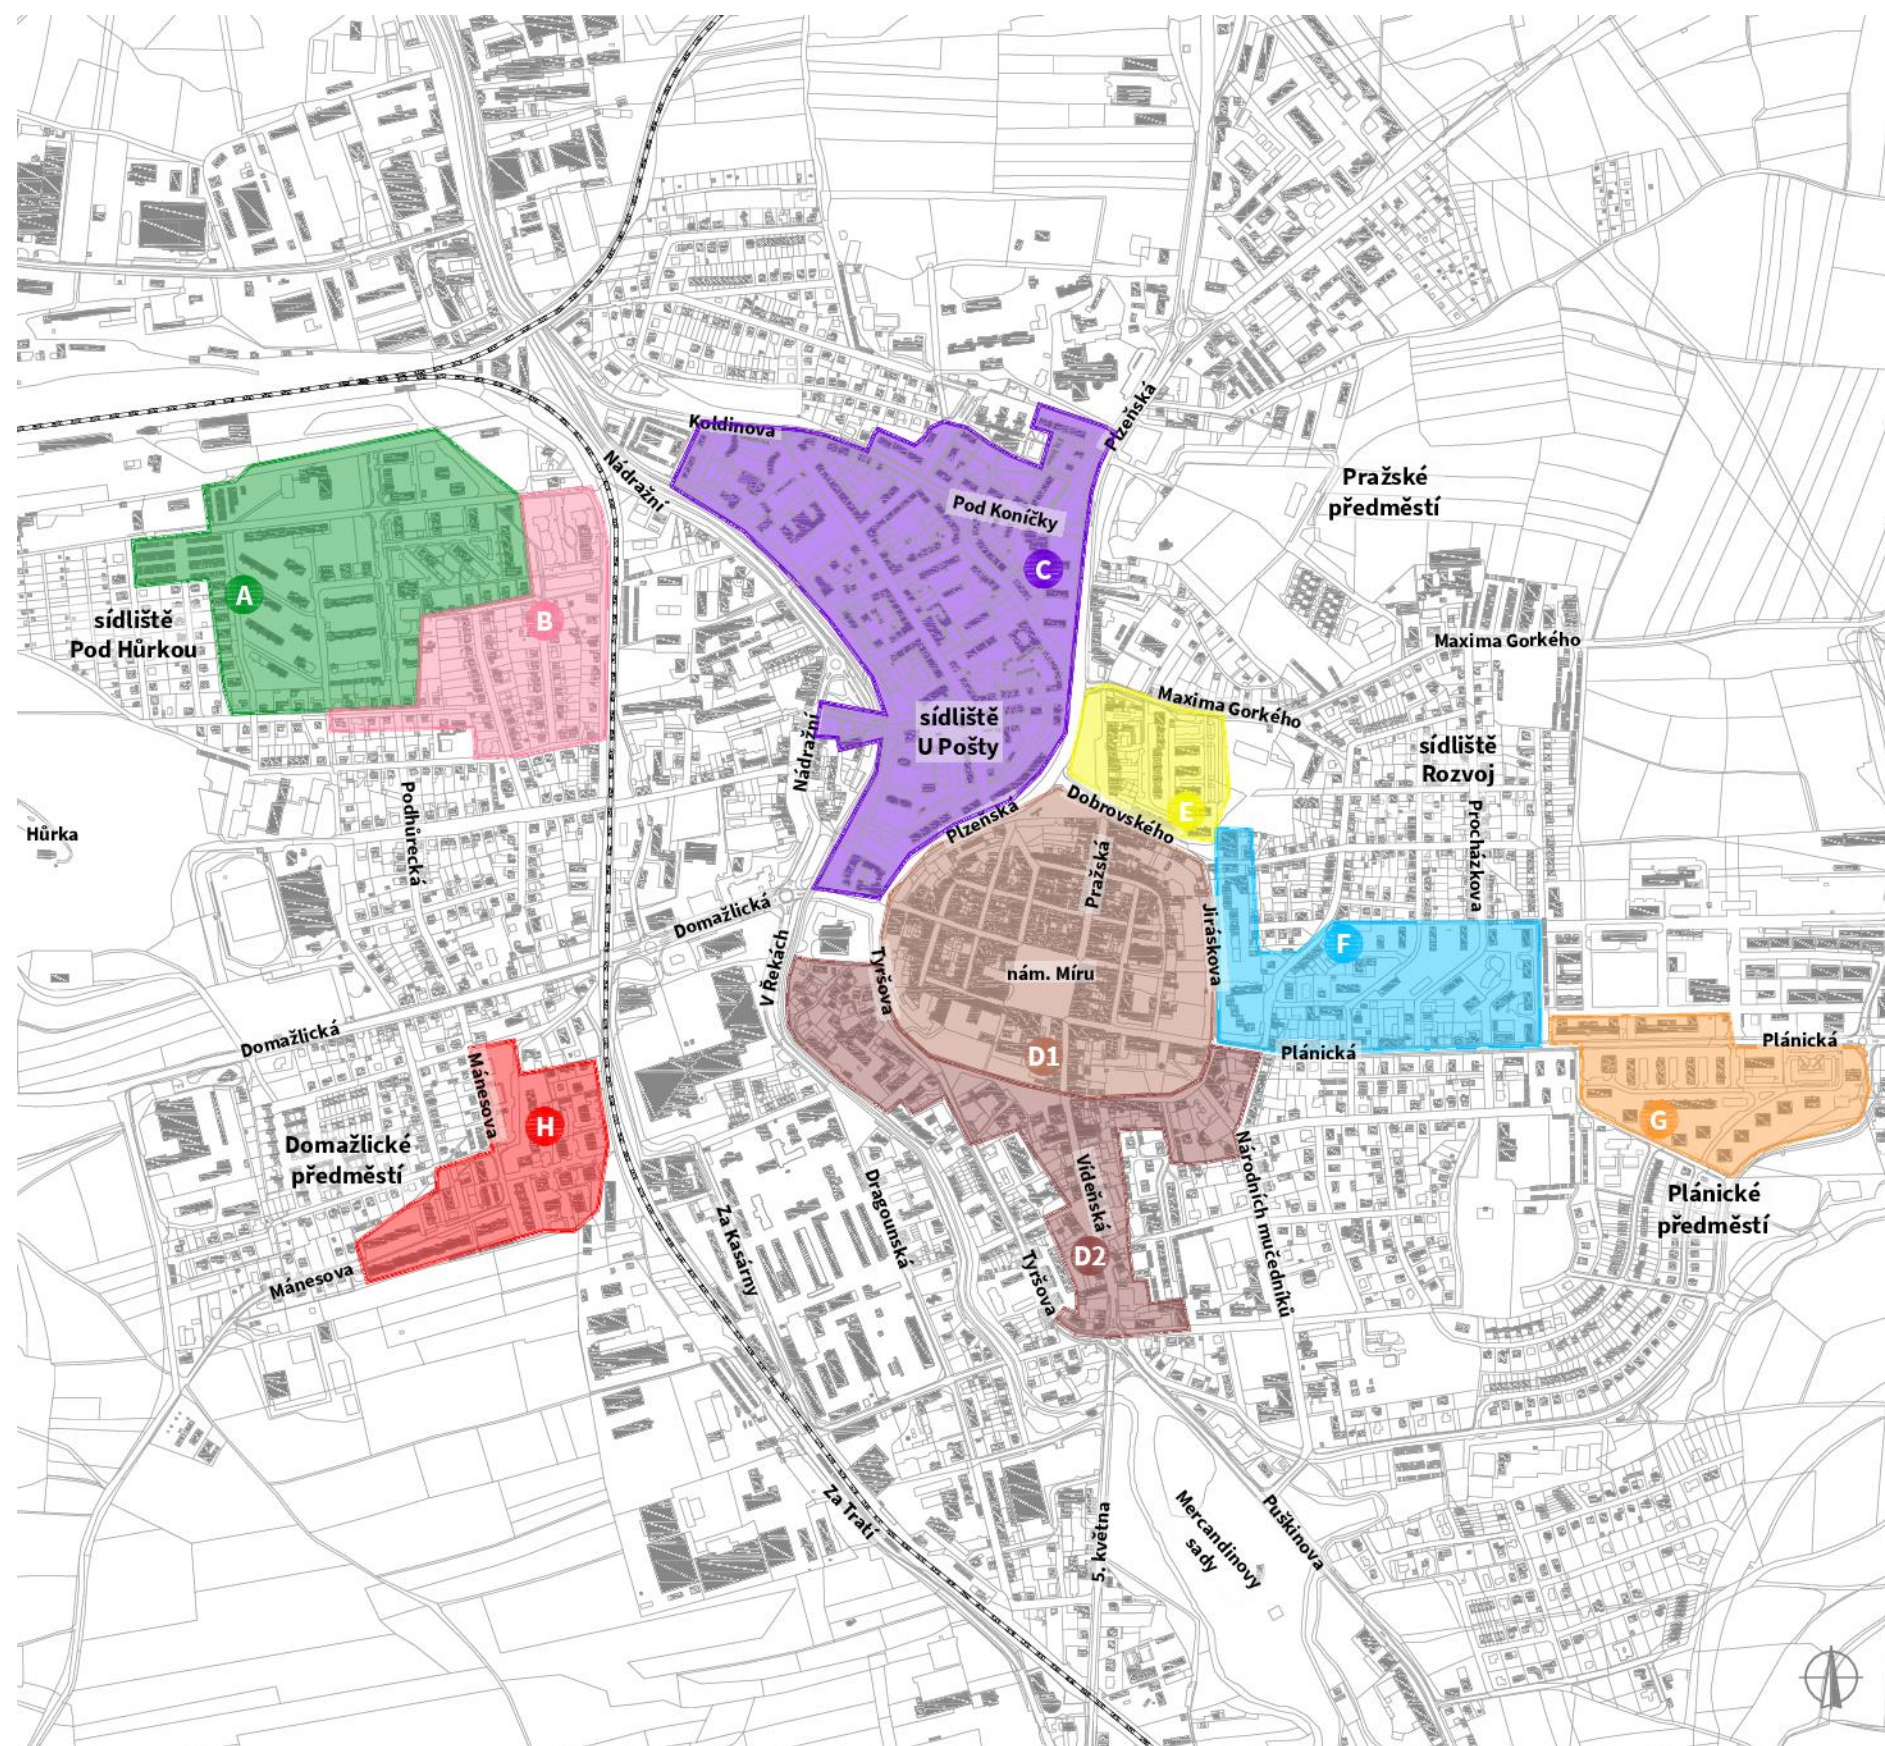 Koldinova
Plzeňská
Nádražní
Pražské
předměstí
Pod Koníčky
C
A
B
sídliště
Pod Hůrkou
Maxima Gorkého
Maxima Gorkého
sídliště
U Pošty
Nádražní
sídliště
Rozvoj
Podhůrecká
Hůrka
Plzeňská
Dobrovského
E
Procházkova
Pražská
Domažlická
Jiráskova
F
V Řekách
Tyršova
nám. Míru
Domažlická
D1
Plánická
Plánická
Mánesova
H
G
Domažlické
předměstí
Národních mučedníků
Vídeňská
Dragounská
Plánické
předměstí
Za Kasárny
D2
Tyršova
Mánesova
Za Tratí
5. května
Mercandinovy
sady
Puškinova